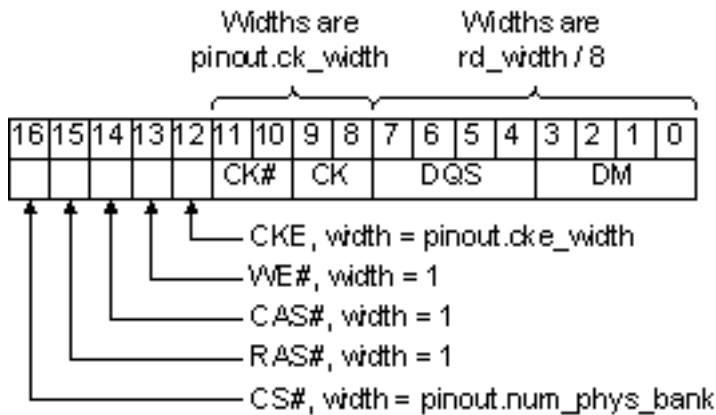 Widths are Widths are
pinout.ck_width rd_width / 8
16 15 14 13 12 11 10 9 8 7 6 5 4 3 2 1 0
CK# CK DQS DM
CKE, width = pinout.cke_width
WE#, width = 1
CAS#, width = 1
RAS#, width = 1
CS#, width = pinout.num_phys_bank